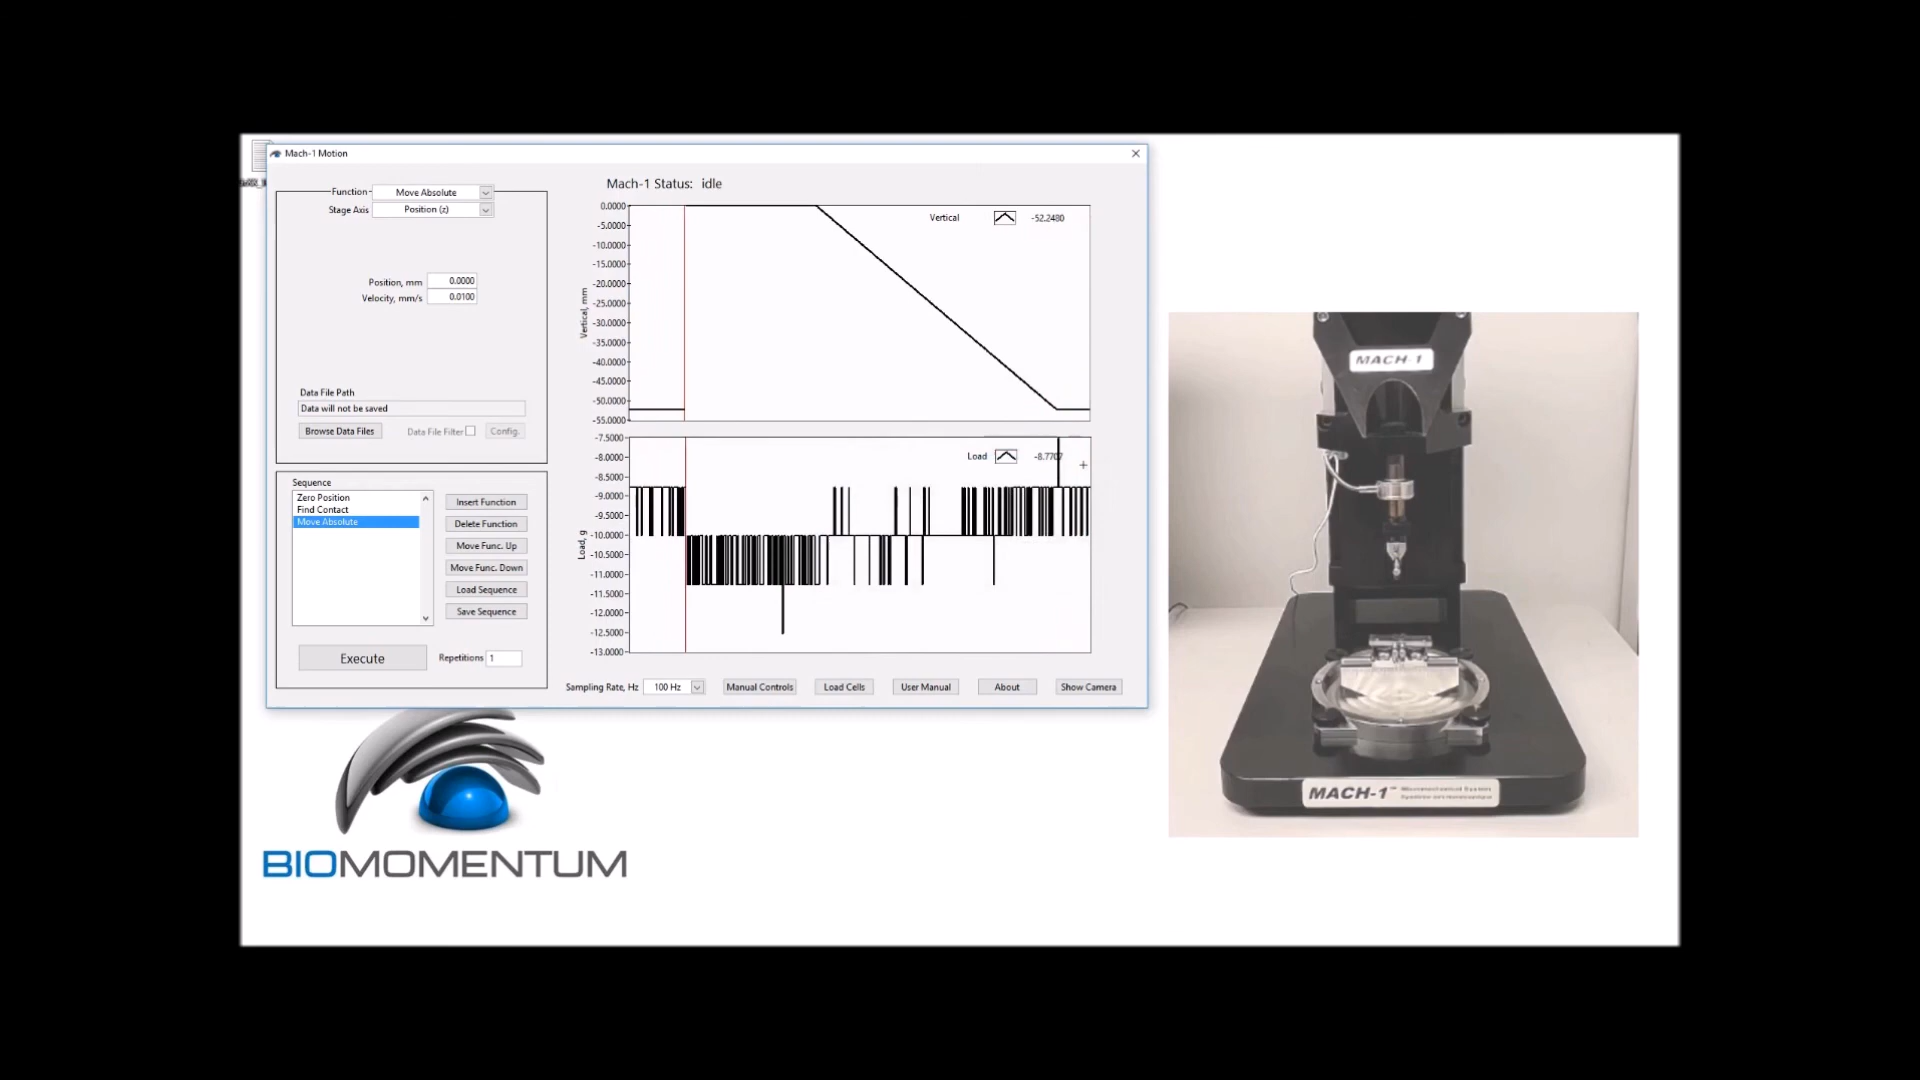 Mach-1 Motion
Function
Move Absolute
Stage Axis
Position (z)
Position, mm
0.0000
Velocity, mm/s
0.0100
Data File Path
Data will not be saved
Browse Data Files
Data File Filter
Config.
Sequence
Zero Position
Find Contact
Move Absolute
Insert Function
Delete Function
Move Func. Up
Move Func. Down
Load Sequence
Save Sequence
Execute
Repetitions
1
Mach-1 Status: idle
Vertical
-52.2480
Vertical, mm
0.0000
-5.0000
-10.0000
-15.0000
-20.0000
-25.0000
-30.0000
-35.0000
-40.0000
-45.0000
-50.0000
-55.0000
Load
-8.7707
Load, g
-7.5000
-8.0000
-8.5000
-9.0000
-9.5000
-10.0000
-10.5000
-11.0000
-11.5000
-12.0000
-12.5000
-13.0000
Sampling Rate, Hz
100 Hz
Manual Controls
Load Cells
User Manual
About
Show Camera
BIOMOMENTUM
MACH-1
MACH-1™